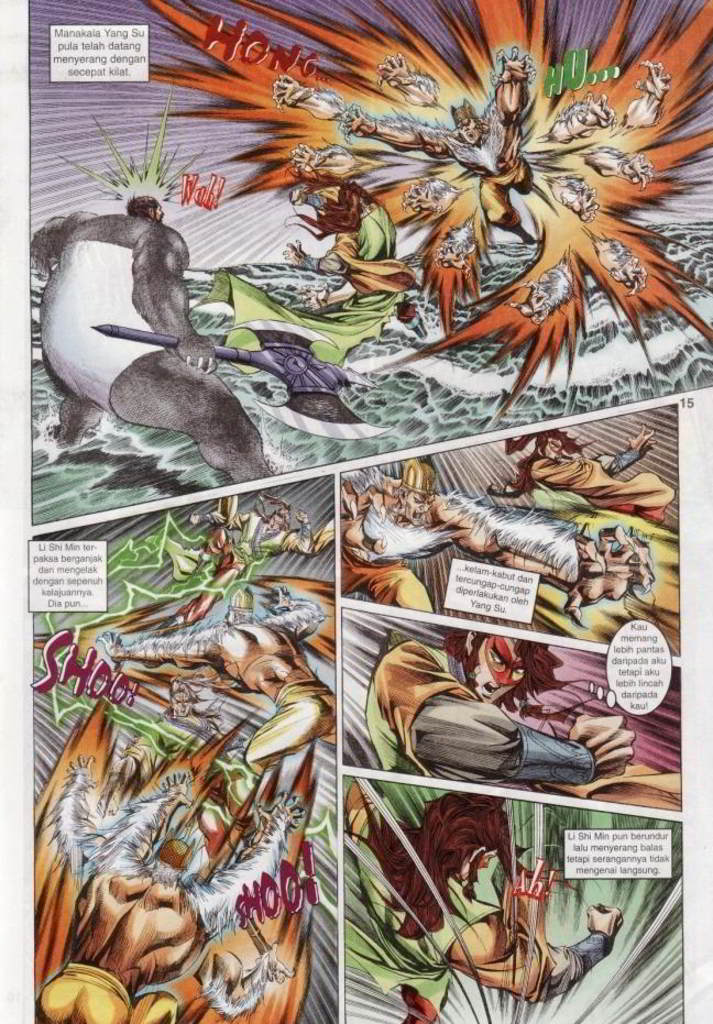 Manakala Yang Su
pula telah datang
menyerang dengan
secepat kilat.
HONG...
HU...
Wah!
15
Li Shi Min ter-
paksa berganjak
dan mengelak
dengan sepenuh
kelajuannya.
Dia pun...
SHOO!
SHOO!
...kelam-kabut dan
tercungap-cungap
diperlakukan oleh
Yang Su.
Kau
memang
lebih pantas
daripada aku
tetapi aku
lebih lincah
daripada
kau!
Li Shi Min pun berundur
lalu menyerang balas
tetapi serangannya tidak
mengenai langsung.
Ah!